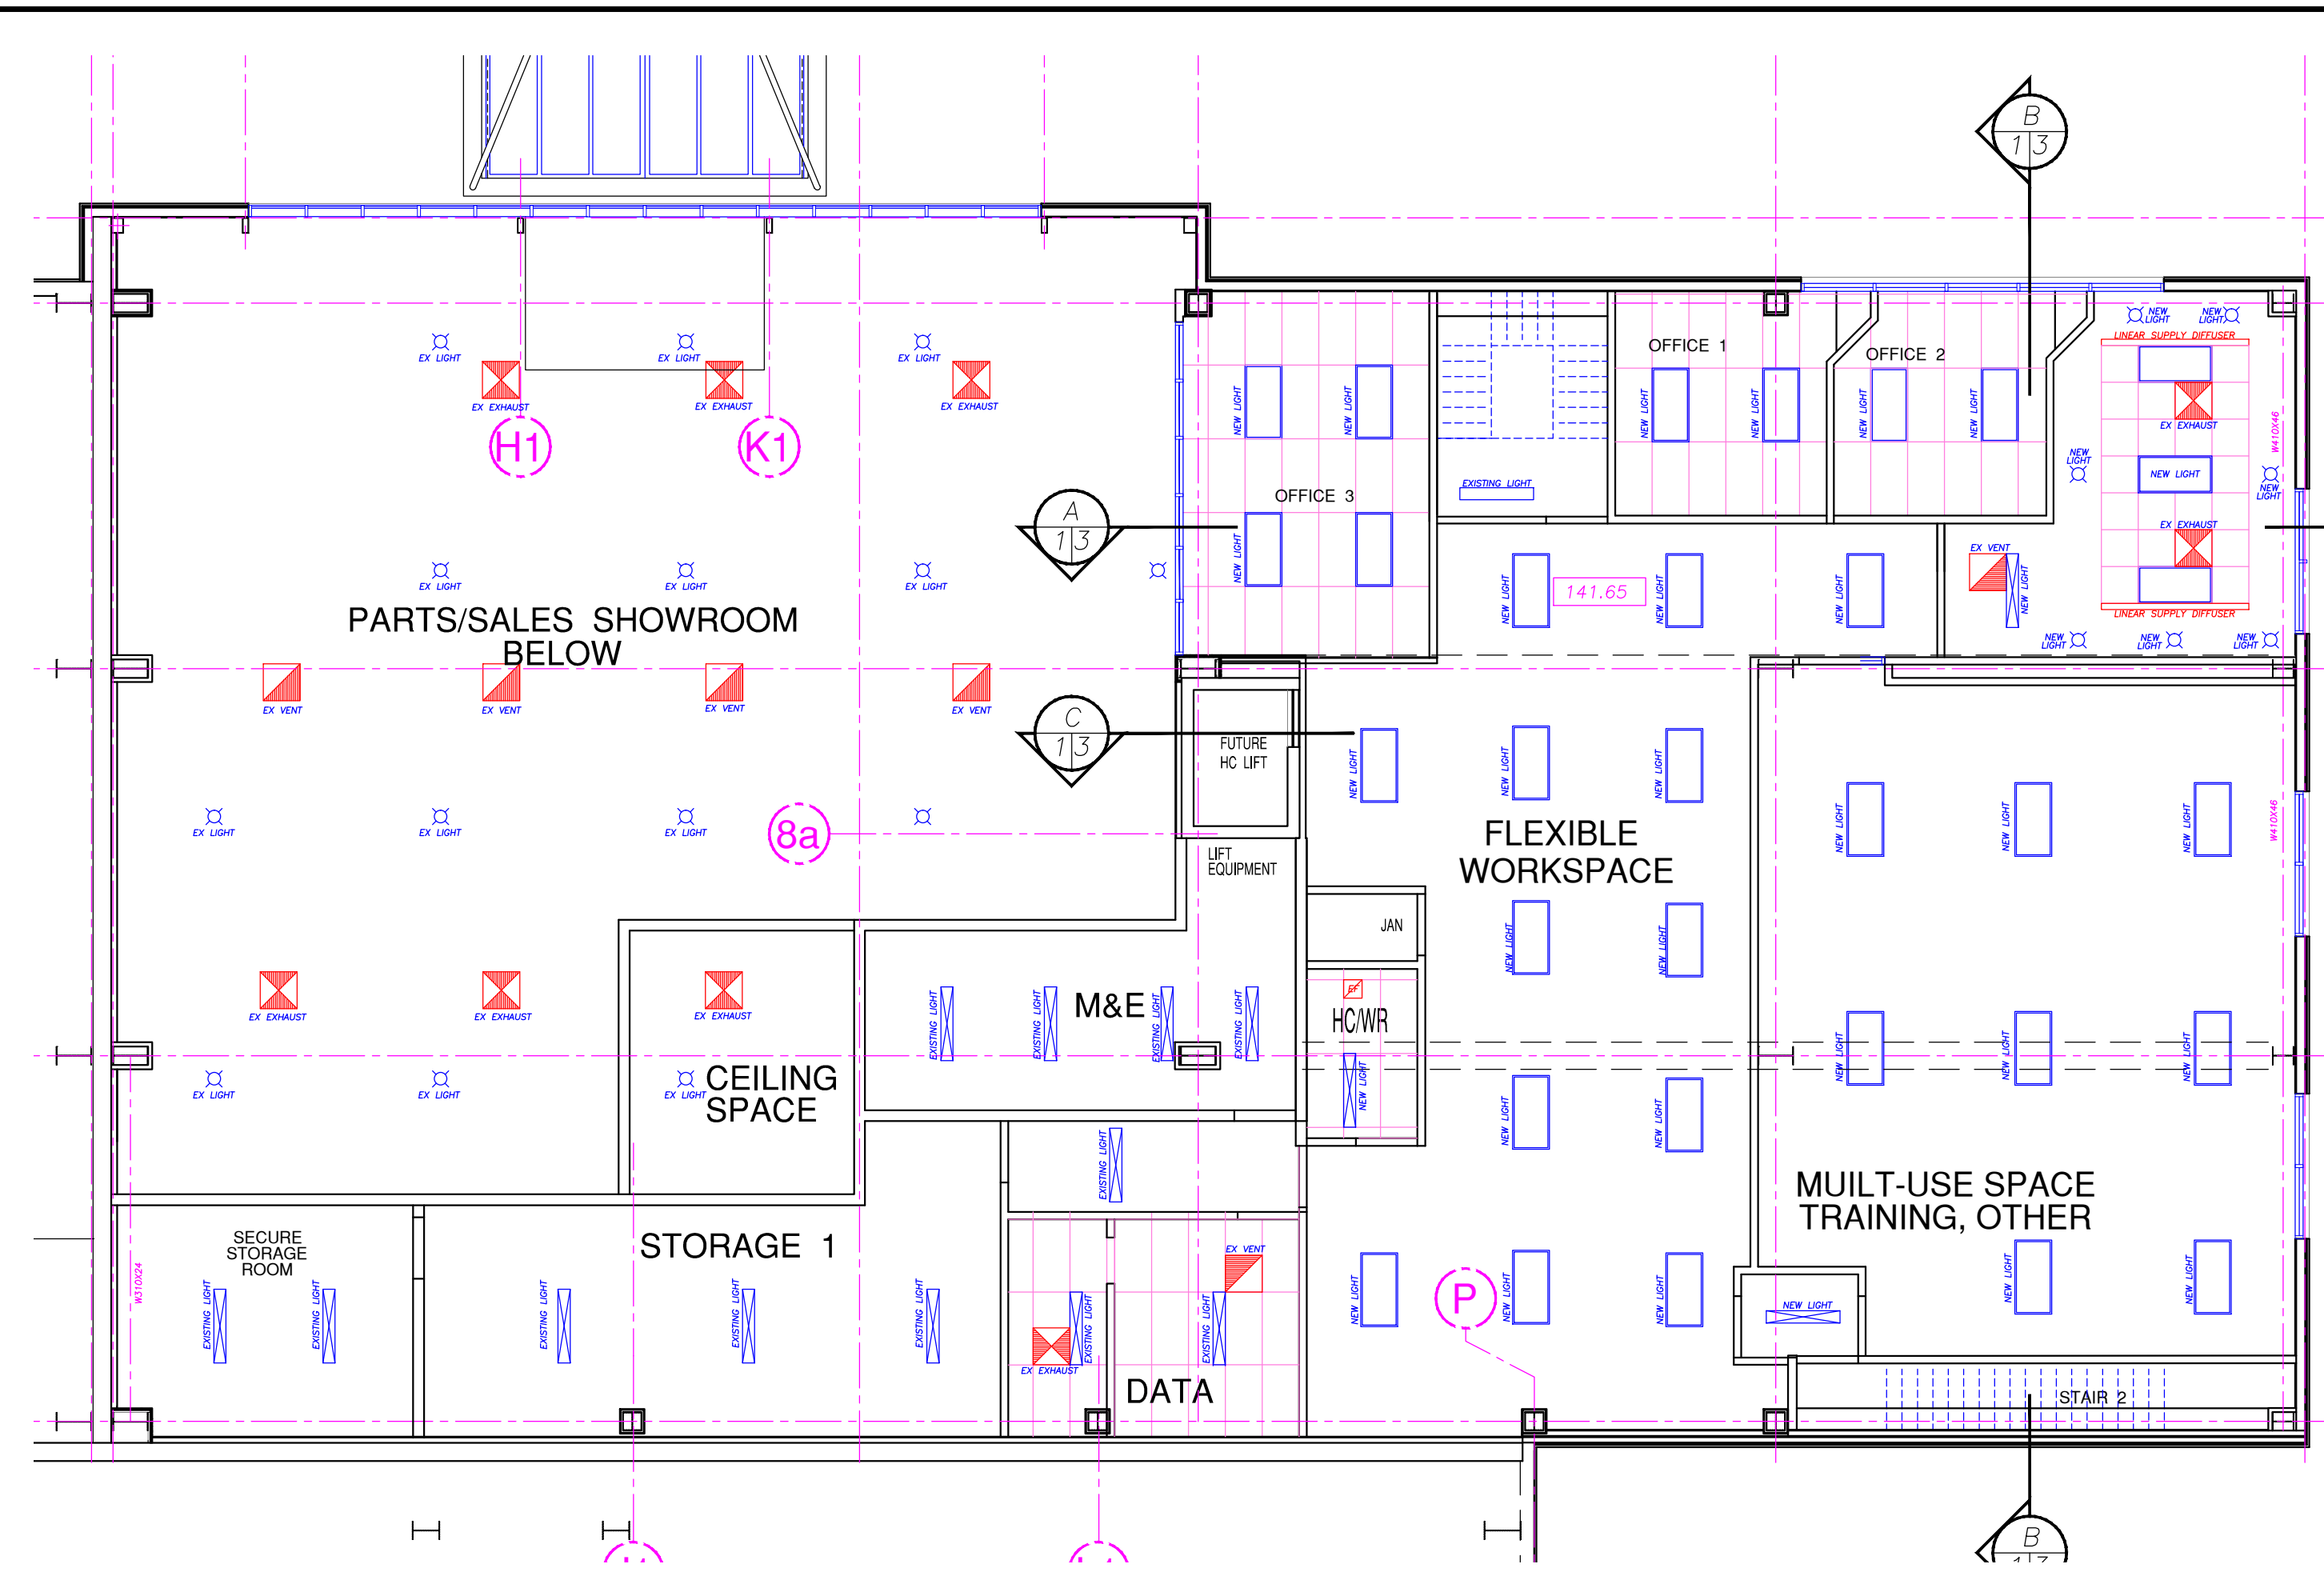 B
1 3
NEW
LIGHT
NEW
LIGHT
LINEAR SUPPLY DIFFUSER
EX LIGHT
EX LIGHT
EX LIGHT
OFFICE 1
OFFICE 2
EX EXHAUST
EX EXHAUST
EX EXHAUST
NEW LIGHT
NEW LIGHT
NEW LIGHT
NEW LIGHT
NEW LIGHT
NEW LIGHT
EX EXHAUST
W410X46
H1
K1
NEW
LIGHT
NEW LIGHT
NEW
LIGHT
EXISTING LIGHT
OFFICE 3
A
1 3
EX EXHAUST
EX LIGHT
EX LIGHT
EX LIGHT
NEW LIGHT
NEW LIGHT
141.65
NEW LIGHT
NEW LIGHT
EX VENT
NEW LIGHT
LINEAR SUPPLY DIFFUSER
PARTS/SALES SHOWROOM
BELOW
NEW
LIGHT
NEW
LIGHT
NEW
LIGHT
EX VENT
EX VENT
EX VENT
EX VENT
C
1 3
FUTURE
HC LIFT
NEW LIGHT
NEW LIGHT
NEW LIGHT
EX LIGHT
EX LIGHT
EX LIGHT
8a
FLEXIBLE
WORKSPACE
NEW LIGHT
NEW LIGHT
NEW LIGHT
W410X46
LIFT
EQUIPMENT
JAN
NEW LIGHT
NEW LIGHT
EX EXHAUST
EX EXHAUST
EX EXHAUST
EXISTING LIGHT
EXISTING LIGHT
M&E
EXISTING LIGHT
EXISTING LIGHT
EF
HC/WR
NEW LIGHT
NEW LIGHT
NEW LIGHT
NEW LIGHT
EX LIGHT
EX LIGHT
EX LIGHT
CEILING
SPACE
NEW LIGHT
NEW LIGHT
EXISTING LIGHT
MUILT-USE SPACE
TRAINING, OTHER
SECURE
STORAGE
ROOM
STORAGE 1
EX VENT
W310X24
EXISTING LIGHT
EXISTING LIGHT
EXISTING LIGHT
EXISTING LIGHT
EXISTING LIGHT
EXISTING LIGHT
EXISTING LIGHT
EX EXHAUST
DATA
NEW LIGHT
P
NEW LIGHT
NEW LIGHT
NEW LIGHT
NEW LIGHT
NEW LIGHT
STAIR 2
B